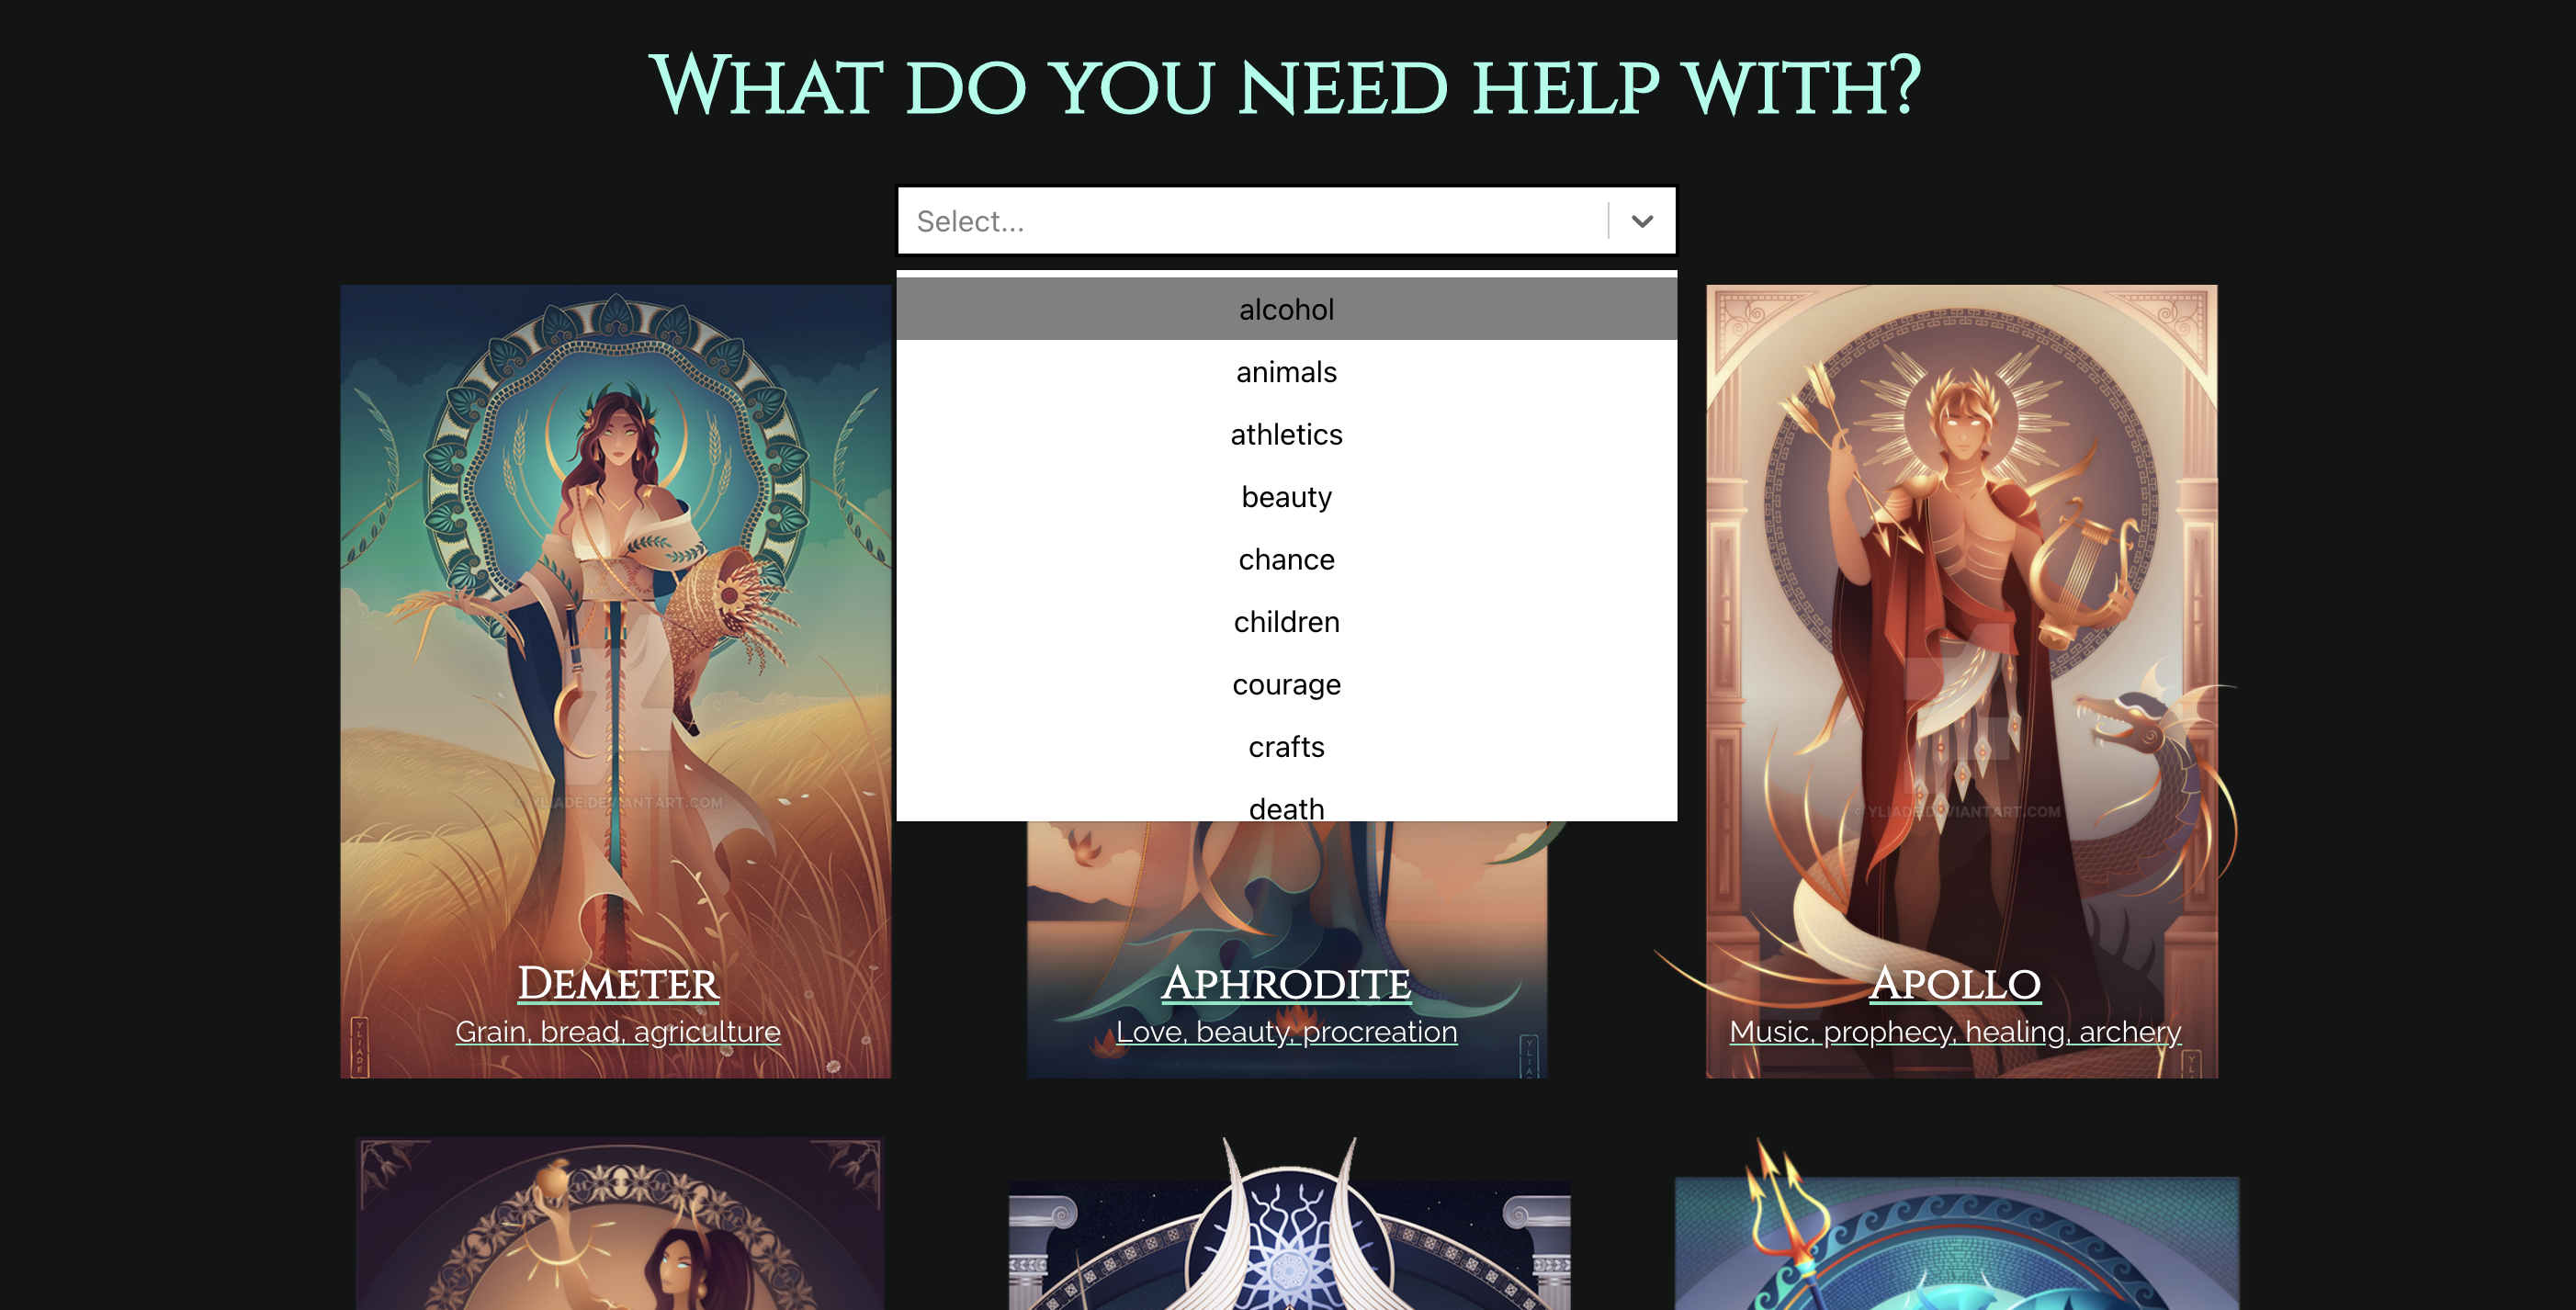 What do you need help with?
Select...
alcohol
animals
athletics
beauty
chance
children
courage
crafts
death
YLIADE.DEVIANTART.COM
© YLIADE.DEVIANTART.COM
Demeter
Aphrodite
Apollo
Grain, bread, agriculture
Love, beauty, procreation
Music, prophecy, healing, archery
YLIADE